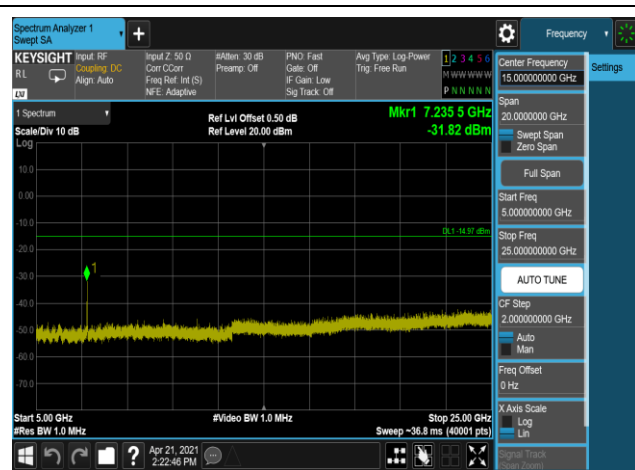 Spectrum Analyzer 1
Swept SA
Frequency
KEYSIGHT
RL
LXI
Input: RF
Coupling: DC
Align: Auto
Input Z: 50 Ω
Corr CCorr
Freq Ref: Int (S)
NFE: Adaptive
#Atten: 30 dB
Preamp: Off
PNO: Fast
Gate: Off
IF Gain: Low
Sig Track: Off
Avg Type: Log-Power
Trig: Free Run
1 2 3 4 5 6
M W W W W W
P N N N N N
1 Spectrum
Scale/Div 10 dB
Log
Ref Lvl Offset 0.50 dB
Ref Level 20.00 dBm
Mkr1 7.235 5 GHz
-31.82 dBm
10.0
0.00
-10.0
DL1 -14.97 dBm
-20.0
1
-30.0
-40.0
-50.0
-60.0
-70.0
Start 5.00 GHz
#Res BW 1.0 MHz
#Video BW 1.0 MHz
Stop 25.00 GHz
Sweep ~36.8 ms (40001 pts)
Apr 21, 2021
2:22:46 PM
Center Frequency
15.000000000 GHz
Settings
Span
20.0000000 GHz
Swept Span
Zero Span
Full Span
Start Freq
5.000000000 GHz
Stop Freq
25.000000000 GHz
AUTO TUNE
CF Step
2.000000000 GHz
Auto
Man
Freq Offset
0 Hz
X Axis Scale
Log
Lin
Signal Track
(Span Zoom)